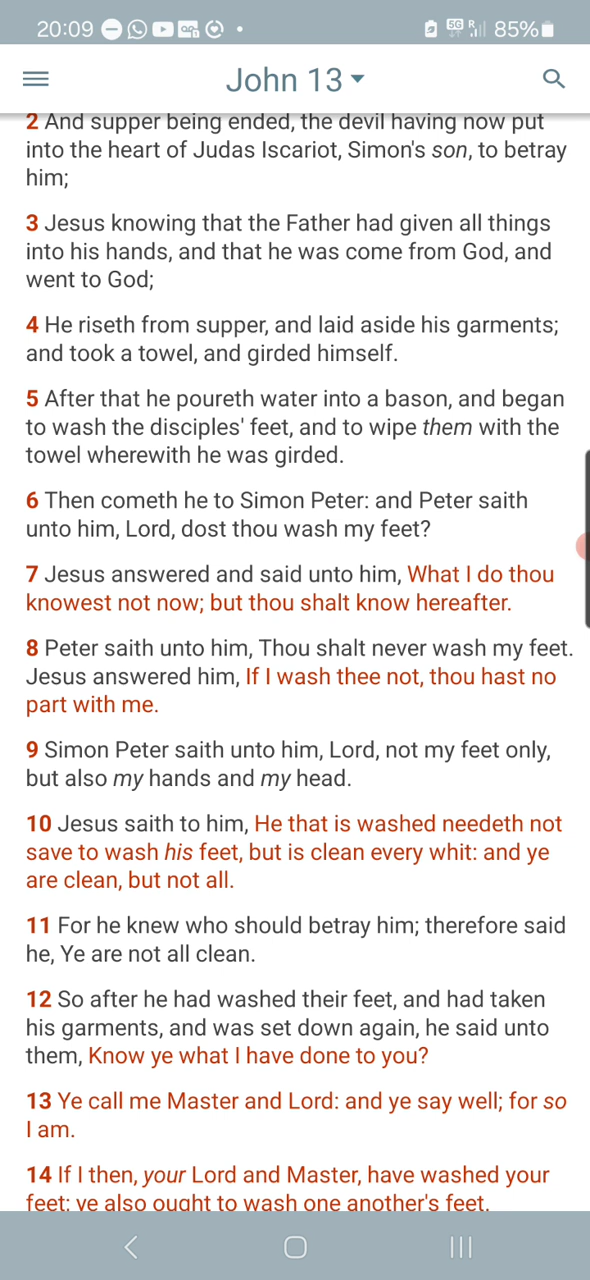 20:09
5G R 85%
John 13
2 And supper being ended, the devil having now put
into the heart of Judas Iscariot, Simon's son, to betray
him;
3 Jesus knowing that the Father had given all things
into his hands, and that he was come from God, and
went to God;
4 He riseth from supper, and laid aside his garments;
and took a towel, and girded himself.
5 After that he poureth water into a bason, and began
to wash the disciples' feet, and to wipe them with the
towel wherewith he was girded.
6 Then cometh he to Simon Peter: and Peter saith
unto him, Lord, dost thou wash my feet?
7 Jesus answered and said unto him, What I do thou
knowest not now; but thou shalt know hereafter.
8 Peter saith unto him, Thou shalt never wash my feet.
Jesus answered him, If I wash thee not, thou hast no
part with me.
9 Simon Peter saith unto him, Lord, not my feet only,
but also my hands and my head.
10 Jesus saith to him, He that is washed needeth not
save to wash his feet, but is clean every whit: and ye
are clean, but not all.
11 For he knew who should betray him; therefore said
he, Ye are not all clean.
12 So after he had washed their feet, and had taken
his garments, and was set down again, he said unto
them, Know ye what I have done to you?
13 Ye call me Master and Lord: and ye say well; for so
I am.
14 If I then, your Lord and Master, have washed your
feet; ye also ought to wash one another's feet.